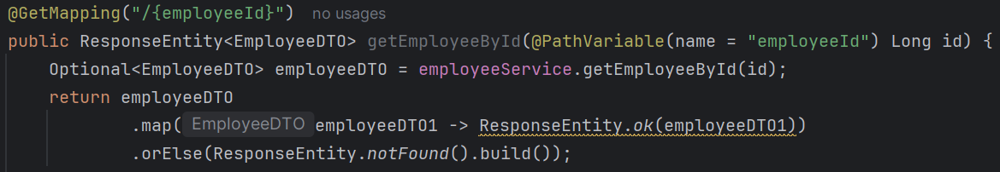 @GetMapping("/{employeeId}") no usages
public ResponseEntity<EmployeeDTO> getEmployeeById(@PathVariable(name = "employeeId") Long id) {
Optional<EmployeeDTO> employeeDTO = employeeService.getEmployeeById(id);
return employeeDTO
.map( EmployeeDTO employeeDTO1 -> ResponseEntity.ok(employeeDTO1))
.orElse(ResponseEntity.notFound().build());